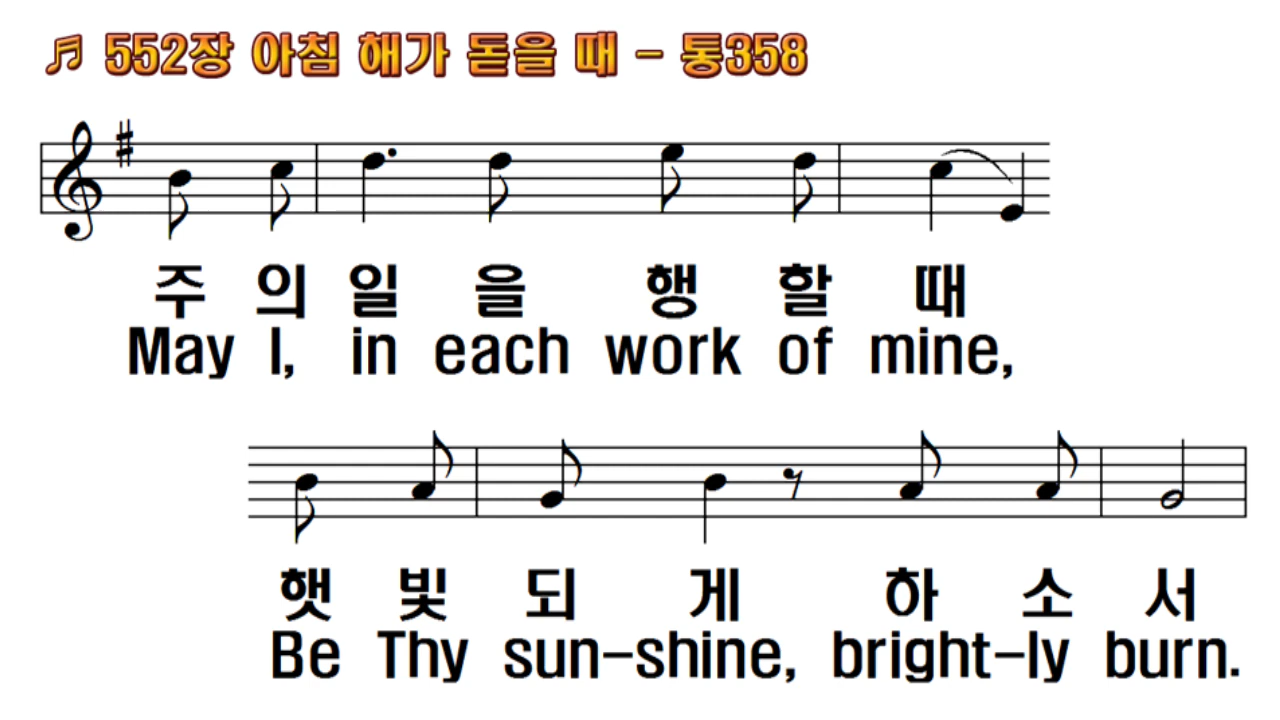 ♬ 552장 아침 해가 돋을 때 - 통358
주 의 일 을 행 할 때
May I, in each work of mine,
햇 빛 되 게 하 소 서
Be Thy sun-shine, bright-ly burn.